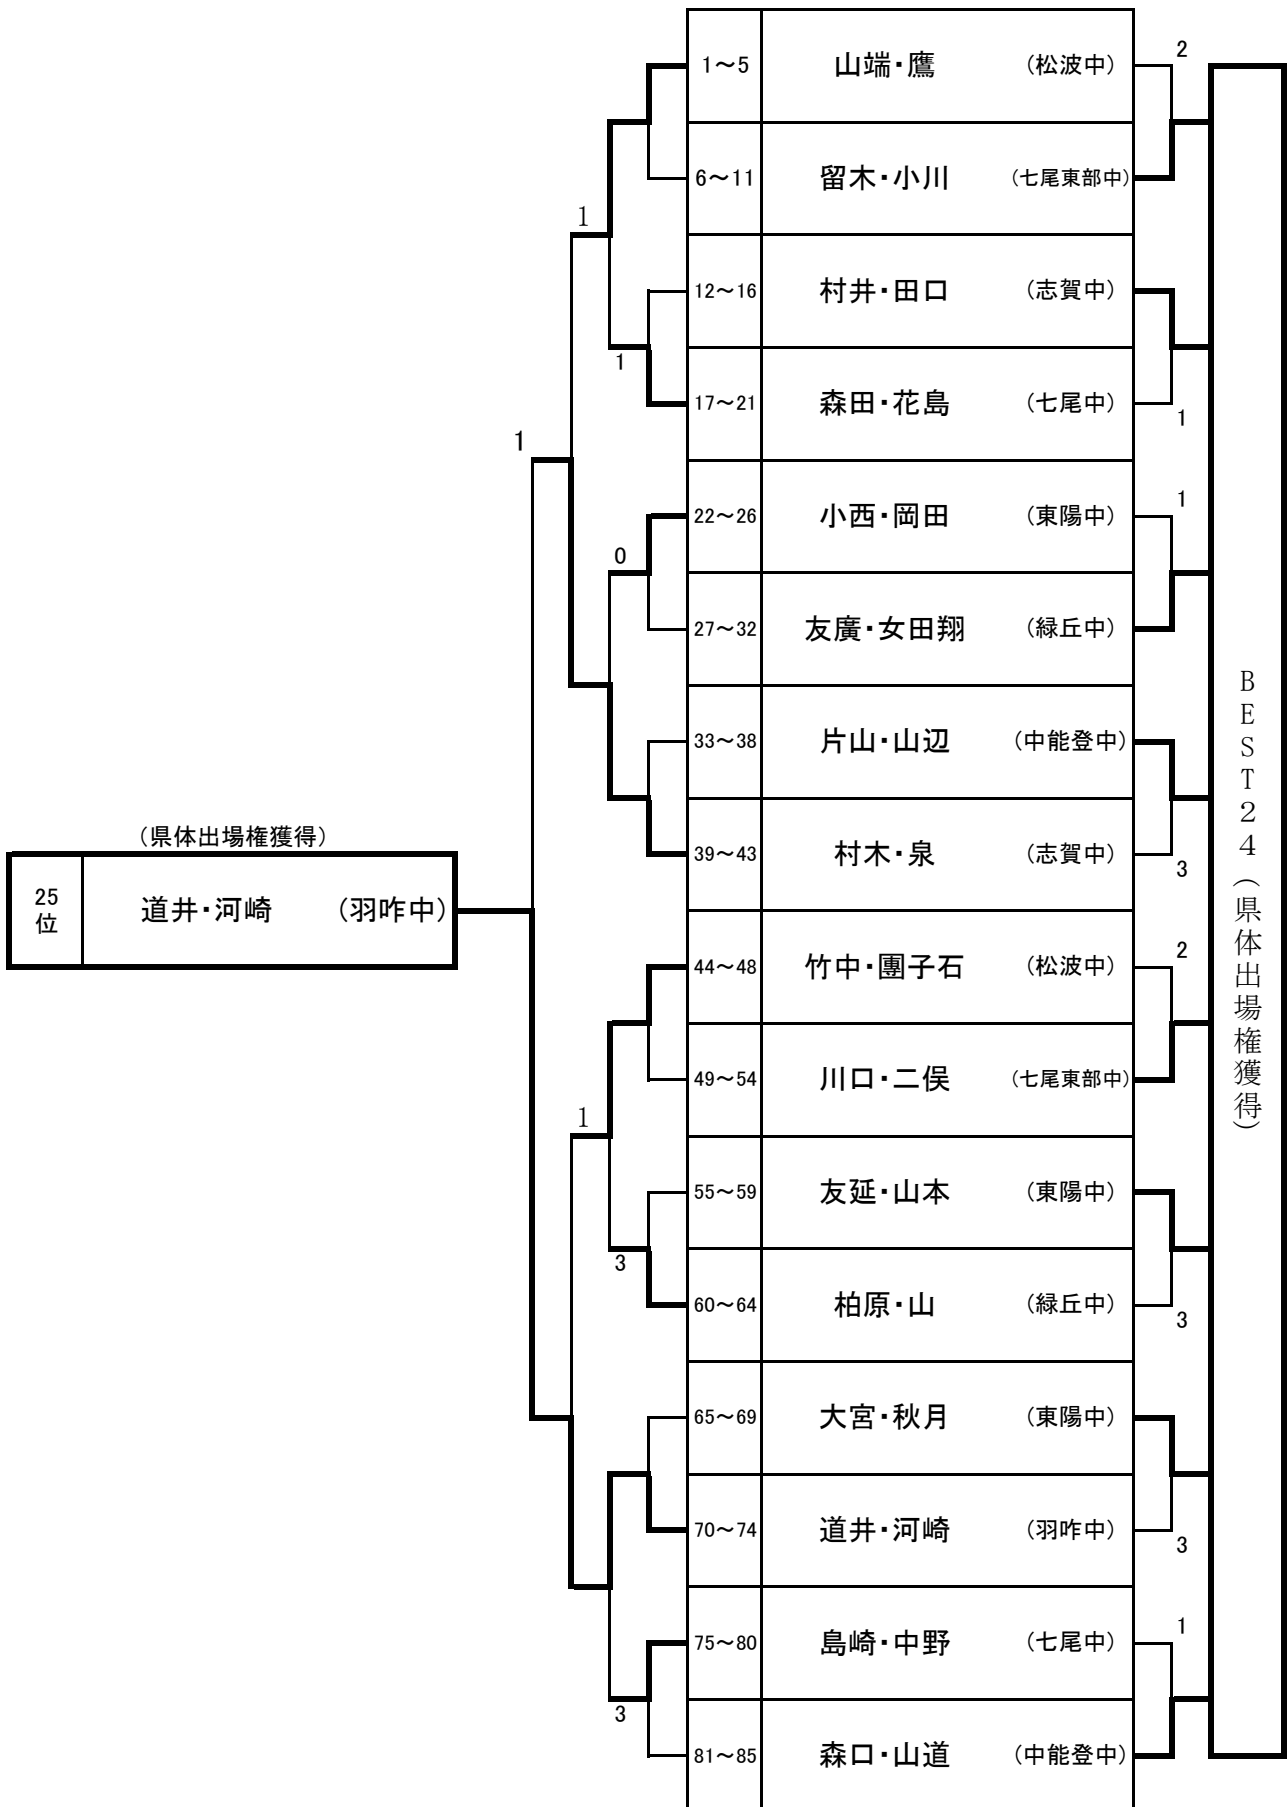 1～5 山端・鷹 (松波中) 2
6～11 留木・小川 (七尾東部中)
1
12～16 村井・田口 (志賀中)
1
17～21 森田・花島 (七尾中) 1
1
22～26 小西・岡田 (東陽中) 1
0
27～32 友廣・女田翔 (緑丘中)
33～38 片山・山辺 (中能登中)
39～43 村木・泉 (志賀中) 3
(県体出場権獲得)
25位 道井・河崎 (羽咋中)
44～48 竹中・團子石 (松波中) 2
49～54 川口・二俣 (七尾東部中)
1
55～59 友延・山本 (東陽中)
3
60～64 柏原・山 (緑丘中) 3
65～69 大宮・秋月 (東陽中)
70～74 道井・河崎 (羽咋中) 3
75～80 島崎・中野 (七尾中) 1
3
81～85 森口・山道 (中能登中)
BEST24(県体出場権獲得)